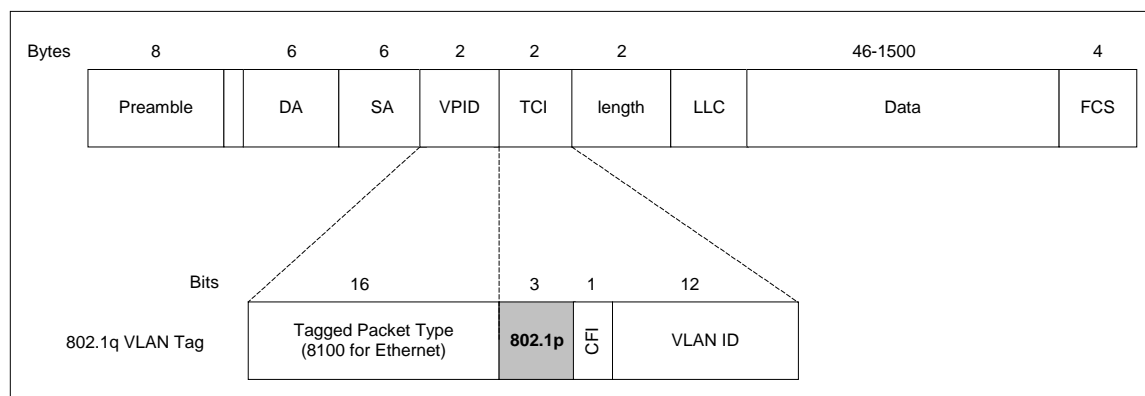 Bytes 8 6 6 2 2 2 46-1500 4
Preamble DA SA VPID TCI length LLC Data FCS
Bits 16 3 1 12
802.1q VLAN Tag
Tagged Packet Type
(8100 for Ethernet)
802.1p
CFI
VLAN ID